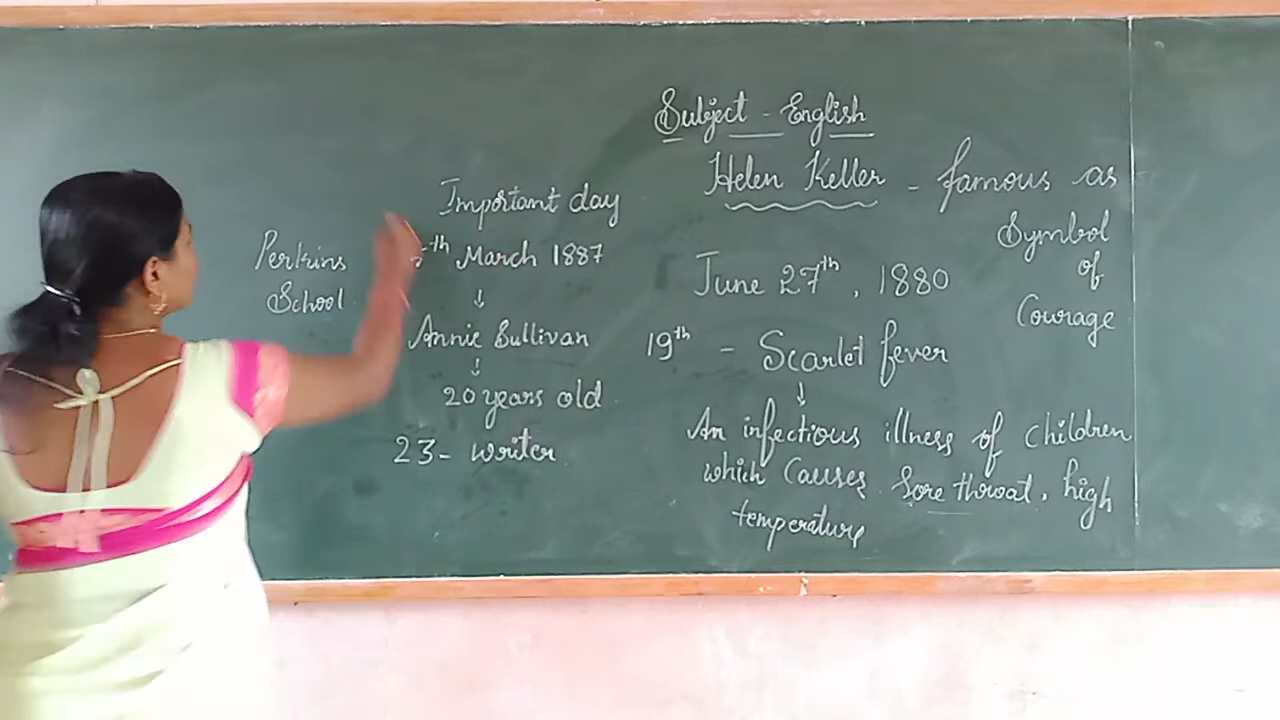 Subject - English
Helen Keller - famous as
Symbol
of
Courage
June 27th, 1880
19th - Scarlet fever
An infectious illness of children
which causes sore throat, high
temperature
Important day
th March 1887
Annie Sullivan
20 years old
23 - writer
Perkins
School